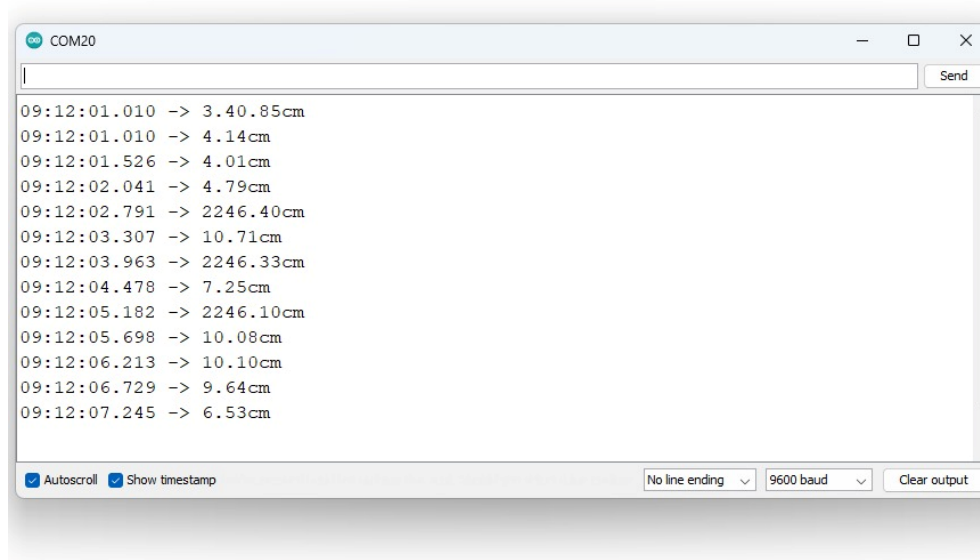 COM20
Send
09:12:01.010 -> 3.40.85cm
09:12:01.010 -> 4.14cm
09:12:01.526 -> 4.01cm
09:12:02.041 -> 4.79cm
09:12:02.791 -> 2246.40cm
09:12:03.307 -> 10.71cm
09:12:03.963 -> 2246.33cm
09:12:04.478 -> 7.25cm
09:12:05.182 -> 2246.10cm
09:12:05.698 -> 10.08cm
09:12:06.213 -> 10.10cm
09:12:06.729 -> 9.64cm
09:12:07.245 -> 6.53cm
Autoscroll Show timestamp No line ending 9600 baud Clear output